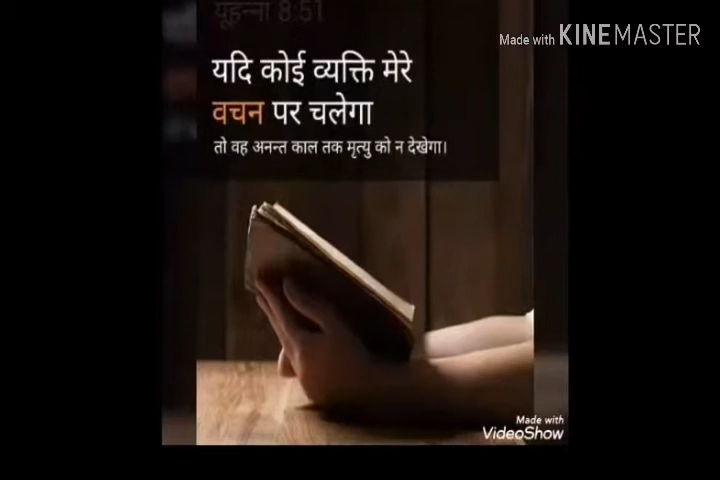 यूहन्ना 8:51
Made with KINEMASTER
यदि कोई व्यक्ति मेरे
वचन पर चलेगा
तो वह अनन्त काल तक मृत्यु को न देखेगा।
Made with
VideoShow